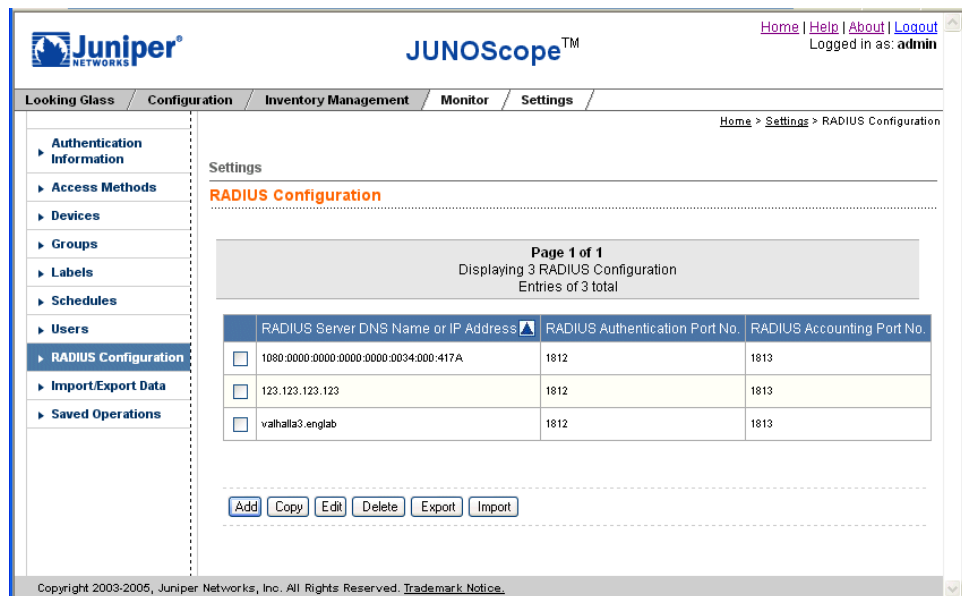 Juniper®
NETWORKS
JUNOScope™
Home | Help | About | Logout
Logged in as: admin
Looking Glass / Configuration / Inventory Management / Monitor / Settings /
Home > Settings > RADIUS Configuration
Authentication
Information
Access Methods
Devices
Groups
Labels
Schedules
Users
RADIUS Configuration
Import/Export Data
Saved Operations
Settings
RADIUS Configuration
Page 1 of 1
Displaying 3 RADIUS Configuration
Entries of 3 total
RADIUS Server DNS Name or IP Address RADIUS Authentication Port No. RADIUS Accounting Port No.
1080:0000:0000:0000:0000:0034:000:417A 1812 1813
123.123.123.123 1812 1813
valhalla3.englab 1812 1813
Add Copy Edit Delete Export Import
Copyright 2003-2005, Juniper Networks, Inc. All Rights Reserved. Trademark Notice.